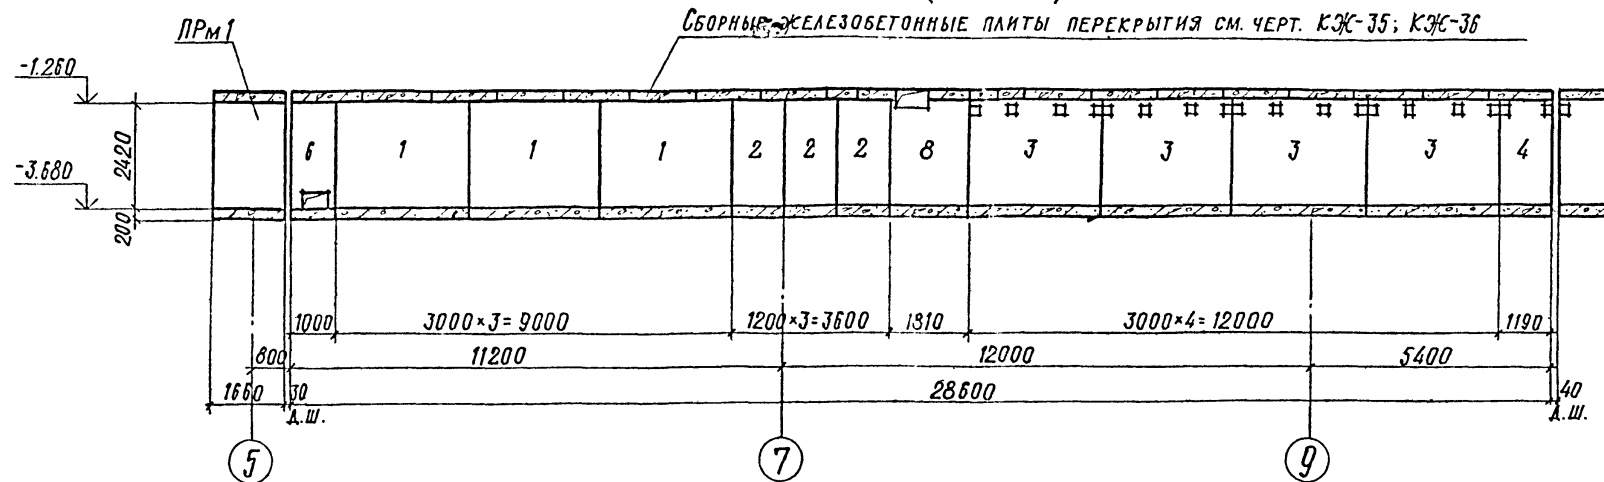 ПРм1
Сборные железобетонные плиты перекрытия см. черт. КЖ-35; КЖ-36
-1.260
-3.680
2420
200
6 1 1 1 2 2 2 8 3 3 3 3 4
1000 3000×3=9000 1200×3=3600 1810 3000×4=12000 1190
800 11200 12000 5400
1660 30 28600 40
Д.Ш. Д.Ш.
5 7 9